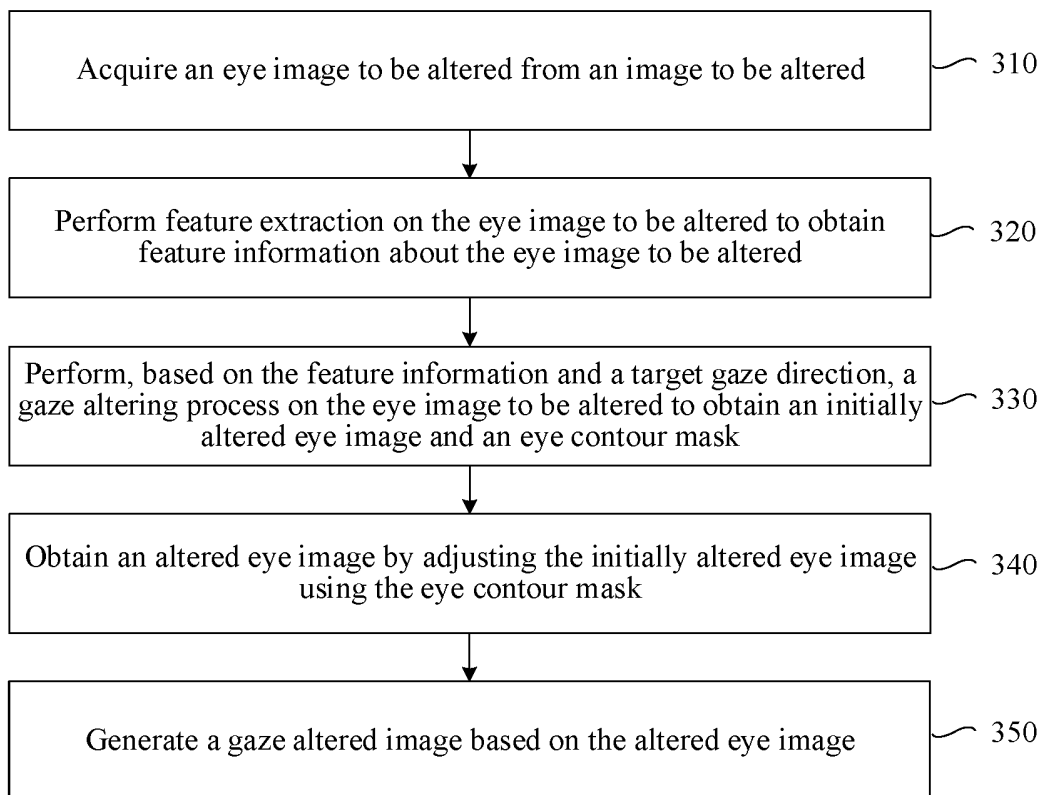 Acquire an eye image to be altered from an image to be altered
310
Perform feature extraction on the eye image to be altered to obtain
feature information about the eye image to be altered
320
Perform, based on the feature information and a target gaze direction, a
gaze altering process on the eye image to be altered to obtain an initially
altered eye image and an eye contour mask
330
Obtain an altered eye image by adjusting the initially altered eye image
using the eye contour mask
340
Generate a gaze altered image based on the altered eye image
350